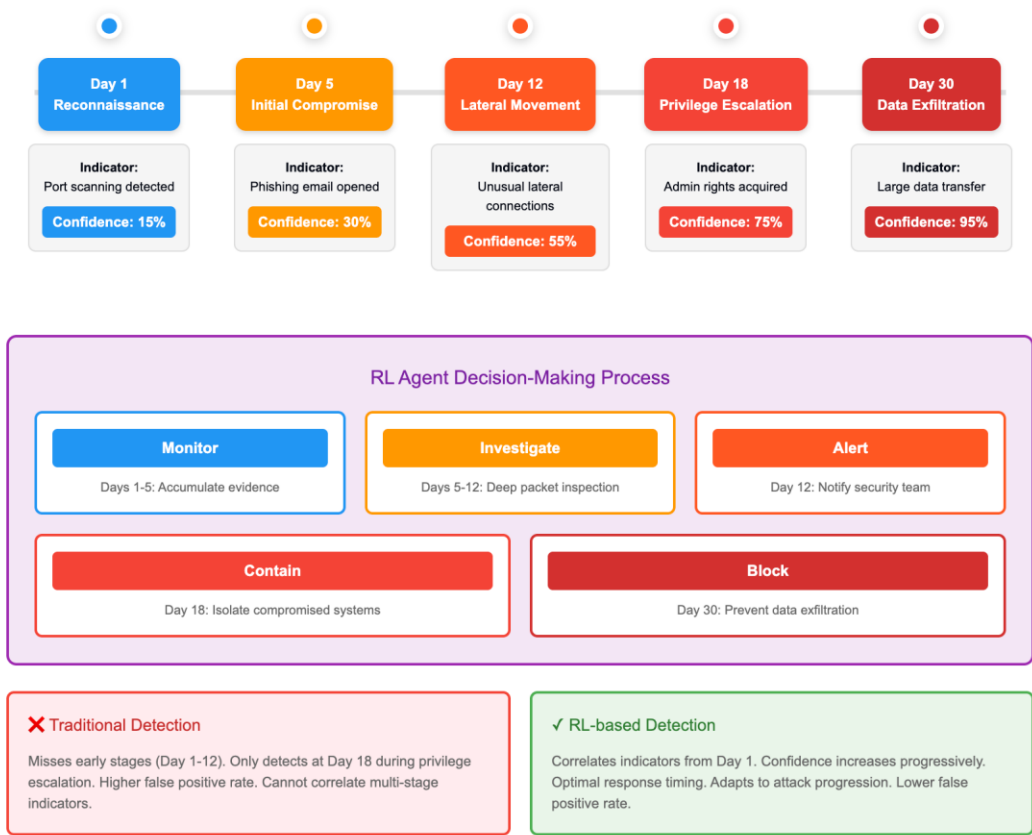 Day 1
Reconnaissance
Day 5
Initial Compromise
Day 12
Lateral Movement
Day 18
Privilege Escalation
Day 30
Data Exfiltration
Indicator:
Port scanning detected
Confidence: 15%
Indicator:
Phishing email opened
Confidence: 30%
Indicator:
Unusual lateral
connections
Confidence: 55%
Indicator:
Admin rights acquired
Confidence: 75%
Indicator:
Large data transfer
Confidence: 95%
RL Agent Decision-Making Process
Monitor
Days 1-5: Accumulate evidence
Investigate
Days 5-12: Deep packet inspection
Alert
Day 12: Notify security team
Contain
Day 18: Isolate compromised systems
Block
Day 30: Prevent data exfiltration
❌ Traditional Detection
Misses early stages (Day 1-12). Only detects at Day 18 during privilege
escalation. Higher false positive rate. Cannot correlate multi-stage
indicators.
✓ RL-based Detection
Correlates indicators from Day 1. Confidence increases progressively.
Optimal response timing. Adapts to attack progression. Lower false
positive rate.